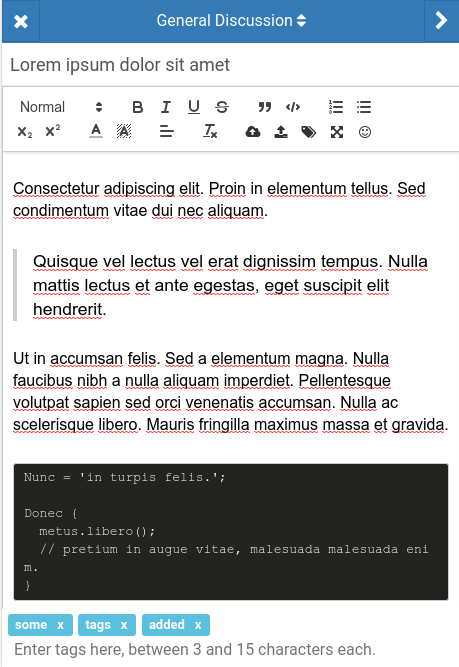 General Discussion
Lorem ipsum dolor sit amet
Normal B I U S
X₂ X² A A
Consectetur adipiscing elit. Proin in elementum tellus. Sed
condimentum vitae dui nec aliquam.
Quisque vel lectus vel erat dignissim tempus. Nulla
mattis lectus et ante egestas, eget suscipit elit
hendrerit.
Ut in accumsan felis. Sed a elementum magna. Nulla
faucibus nibh a nulla aliquam imperdiet. Pellentesque
volutpat sapien sed orci venenatis accumsan. Nulla ac
scelerisque libero. Mauris fringilla maximus massa et gravida.
Nunc = 'in turpis felis.';
Donec {
metus.libero();
// pretium in augue vitae, malesuada malesuada eni
m.
}
some x tags x added x
Enter tags here, between 3 and 15 characters each.